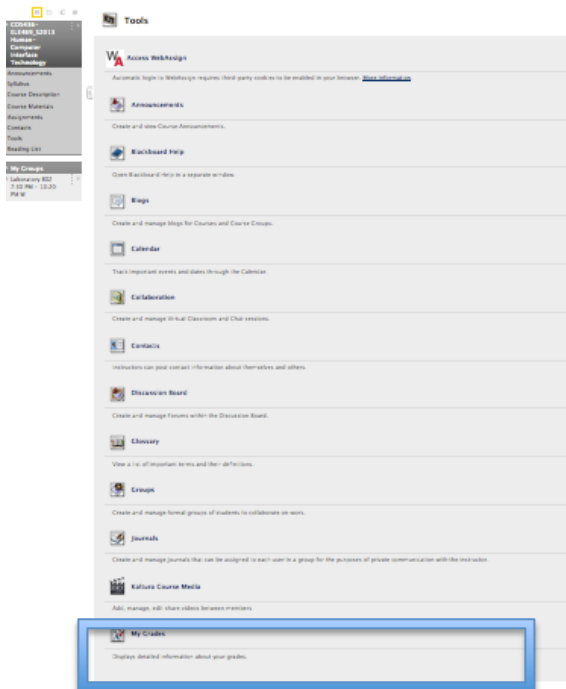 Tools
CDS436-
ELE489_S2013
Human-
Computer
Interface
Technology
Announcements
Syllabus
Course Description
Course Materials
Assignments
Contacts
Tools
Reading List
My Groups
Laboratory 802
7:30 PM - 10:20
PM W
Access WebAssign
Automatic login to WebAssign requires third-party cookies to be enabled in your browser. More information
Announcements
Create and view Course Announcements.
Blackboard Help
Open Blackboard Help in a separate window.
Blogs
Create and manage blogs for Courses and Course Groups.
Calendar
Track important events and dates through the Calendar.
Collaboration
Create and manage Virtual Classroom and Chat sessions.
Contacts
Instructors can post contact information about themselves and others.
Discussion Board
Create and manage Forums within the Discussion Board.
Glossary
View a list of important terms and their definitions.
Groups
Create and manage formal groups of students to collaborate on work.
Journals
Create and manage Journals that can be assigned to each user in a group for the purposes of private communication with the instructor.
Kaltura Course Media
Add, manage, edit share videos between members
My Grades
Displays detailed information about your grades.